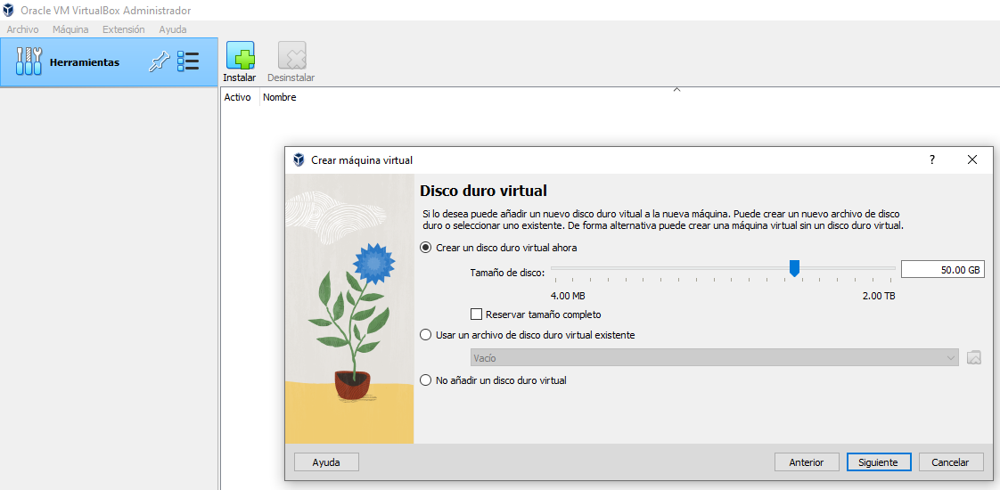 Oracle VM VirtualBox Administrador
Archivo Máquina Extensión Ayuda
Herramientas
Instalar Desinstalar
Activo Nombre
Crear máquina virtual ?
Disco duro virtual
Si lo desea puede añadir un nuevo disco duro vitual a la nueva máquina. Puede crear un nuevo archivo de disco
duro o seleccionar uno existente. De forma alternativa puede crear una máquina virtual sin un disco duro virtual.
Crear un disco duro virtual ahora
Tamaño de disco: 50.00 GB
4.00 MB 2.00 TB
Reservar tamaño completo
Usar un archivo de disco duro virtual existente
Vacío
No añadir un disco duro virtual
Ayuda Anterior Siguiente Cancelar